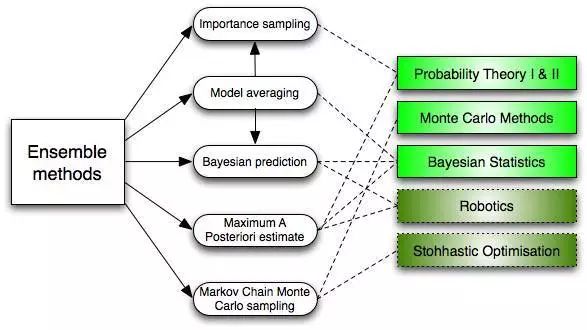 Ensemble
methods
Importance sampling
Model averaging
Bayesian prediction
Maximum A
Posteriori estimate
Markov Chain Monte
Carlo sampling
Probability Theory I & II
Monte Carlo Methods
Bayesian Statistics
Robotics
Stohhastic Optimisation